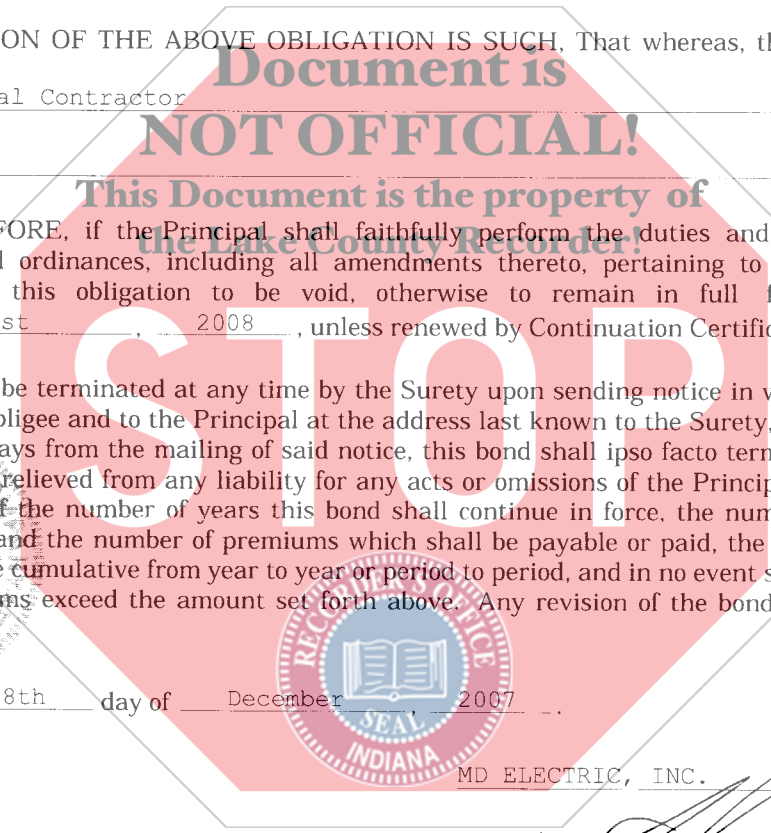 ON OF THE ABOVE OBLIGATION IS SUCH, That whereas, th
Document is
al Contractor
NOT OFFICIAL!
This Document is the property of
the Lake County Recorder!
FORE, if the Principal shall faithfully perform the duties and
l ordinances, including all amendments thereto, pertaining to
this obligation to be void, otherwise to remain in full f
st , 2008 , unless renewed by Continuation Certific
STOP
be terminated at any time by the Surety upon sending notice in v
bligee and to the Principal at the address last known to the Surety,
ays from the mailing of said notice, this bond shall ipso facto term
relieved from any liability for any acts or omissions of the Princip
f the number of years this bond shall continue in force, the num
and the number of premiums which shall be payable or paid, the
e cumulative from year to year or period to period, and in no event s
ms exceed the amount set forth above. Any revision of the bond
RECORDER'S OFFICE
SEAL
INDIANA
8th day of December , 2007 .
MD ELECTRIC, INC.